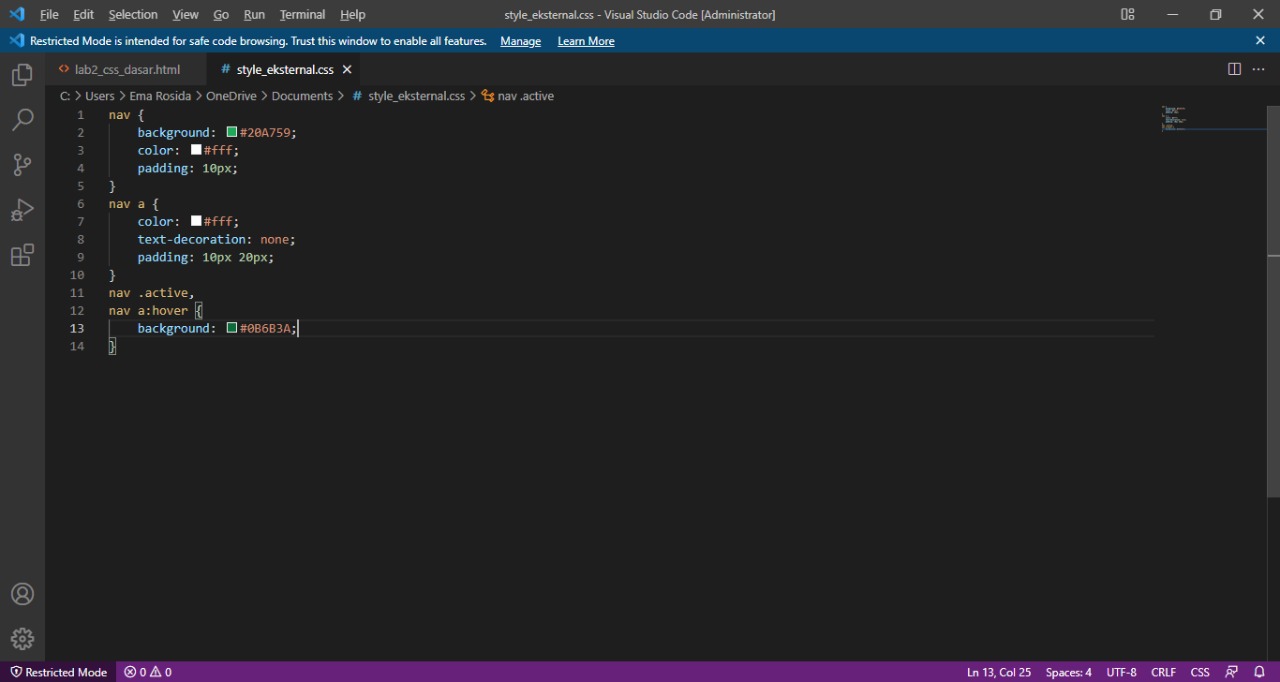 File Edit Selection View Go Run Terminal Help style_eksternal.css - Visual Studio Code [Administrator]
Restricted Mode is intended for safe code browsing. Trust this window to enable all features. Manage Learn More
<> lab2_css_dasar.html # style_eksternal.css
C: > Users > Ema Rosida > OneDrive > Documents > # style_eksternal.css > nav .active
1 nav {
2 background: #20A759;
3 color: #fff;
4 padding: 10px;
5 }
6 nav a {
7 color: #fff;
8 text-decoration: none;
9 padding: 10px 20px;
10 }
11 nav .active,
12 nav a:hover {
13 background: #0B6B3A;
14 }
Restricted Mode 0 0 Ln 13, Col 25 Spaces: 4 UTF-8 CRLF CSS